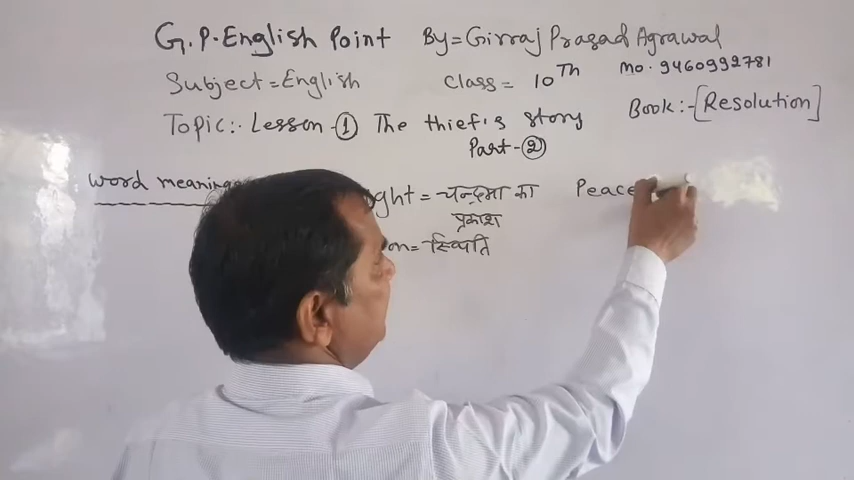 G.P. English Point By = Girraj Prasad Agrawal
Subject = English Class = 10Th Mo. 9460992781
Topic:- Lesson - 1 The thief's story Book:- [Resolution]
Part - 2
Word meaning ght = चन्द्रमा का Peace
प्रकाश
on = स्थिति